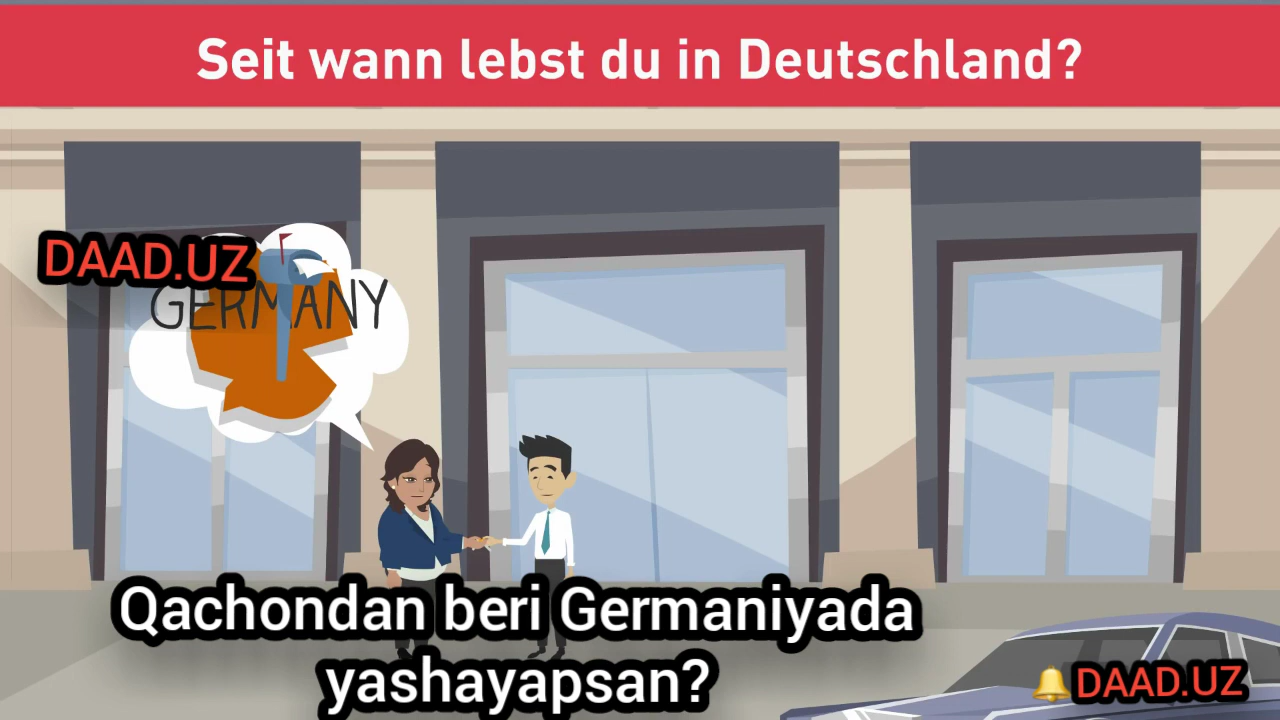 Seit wann lebst du in Deutschland?
DAAD.UZ
GERMANY
Qachondan beri Germaniyada
yashayapsan?
🔔DAAD.UZ